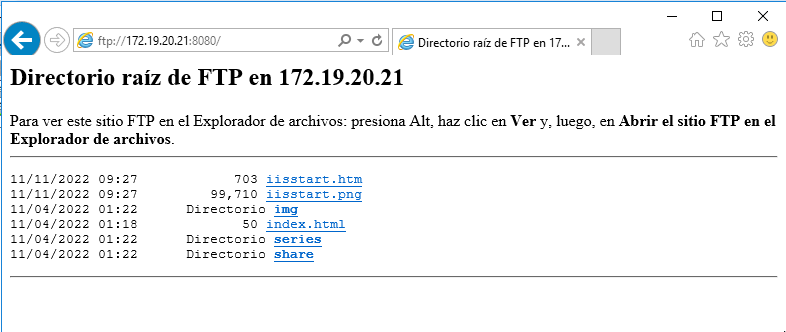 ftp://172.19.20.21:8080/
Directorio raíz de FTP en 17...
Directorio raíz de FTP en 172.19.20.21
Para ver este sitio FTP en el Explorador de archivos: presiona Alt, haz clic en Ver y, luego, en Abrir el sitio FTP en el
Explorador de archivos.
11/11/2022 09:27 703 iisstart.htm
11/11/2022 09:27 99,710 iisstart.png
11/04/2022 01:22 Directorio img
11/04/2022 01:18 50 index.html
11/04/2022 01:22 Directorio series
11/04/2022 01:22 Directorio share